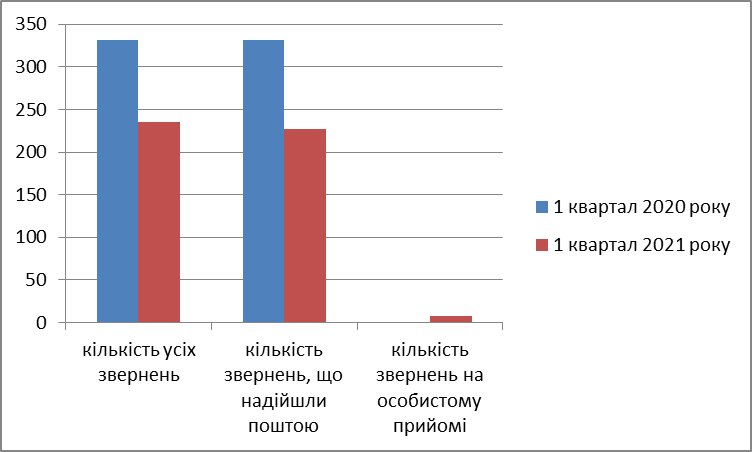 350
300
250
200
150
100
50
0
кількість усіх
звернень
кількість
звернень, що
надійшли
поштою
кількість
звернень на
особистому
прийомі
1 квартал 2020 року
1 квартал 2021 року